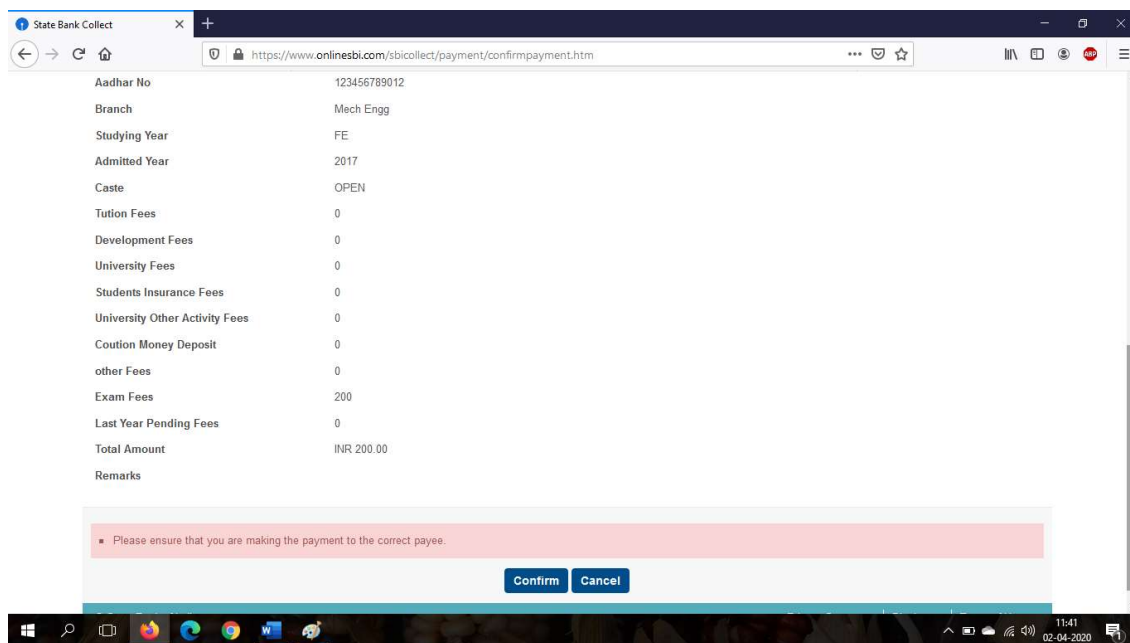 State Bank Collect
https://www.onlinesbi.com/sbicollect/payment/confirmpayment.htm
ABP
Aadhar No 123456789012
Branch Mech Engg
Studying Year FE
Admitted Year 2017
Caste OPEN
Tution Fees 0
Development Fees 0
University Fees 0
Students Insurance Fees 0
University Other Activity Fees 0
Coution Money Deposit 0
other Fees 0
Exam Fees 200
Last Year Pending Fees 0
Total Amount INR 200.00
Remarks
Please ensure that you are making the payment to the correct payee.
Confirm Cancel
11:41
02-04-2020